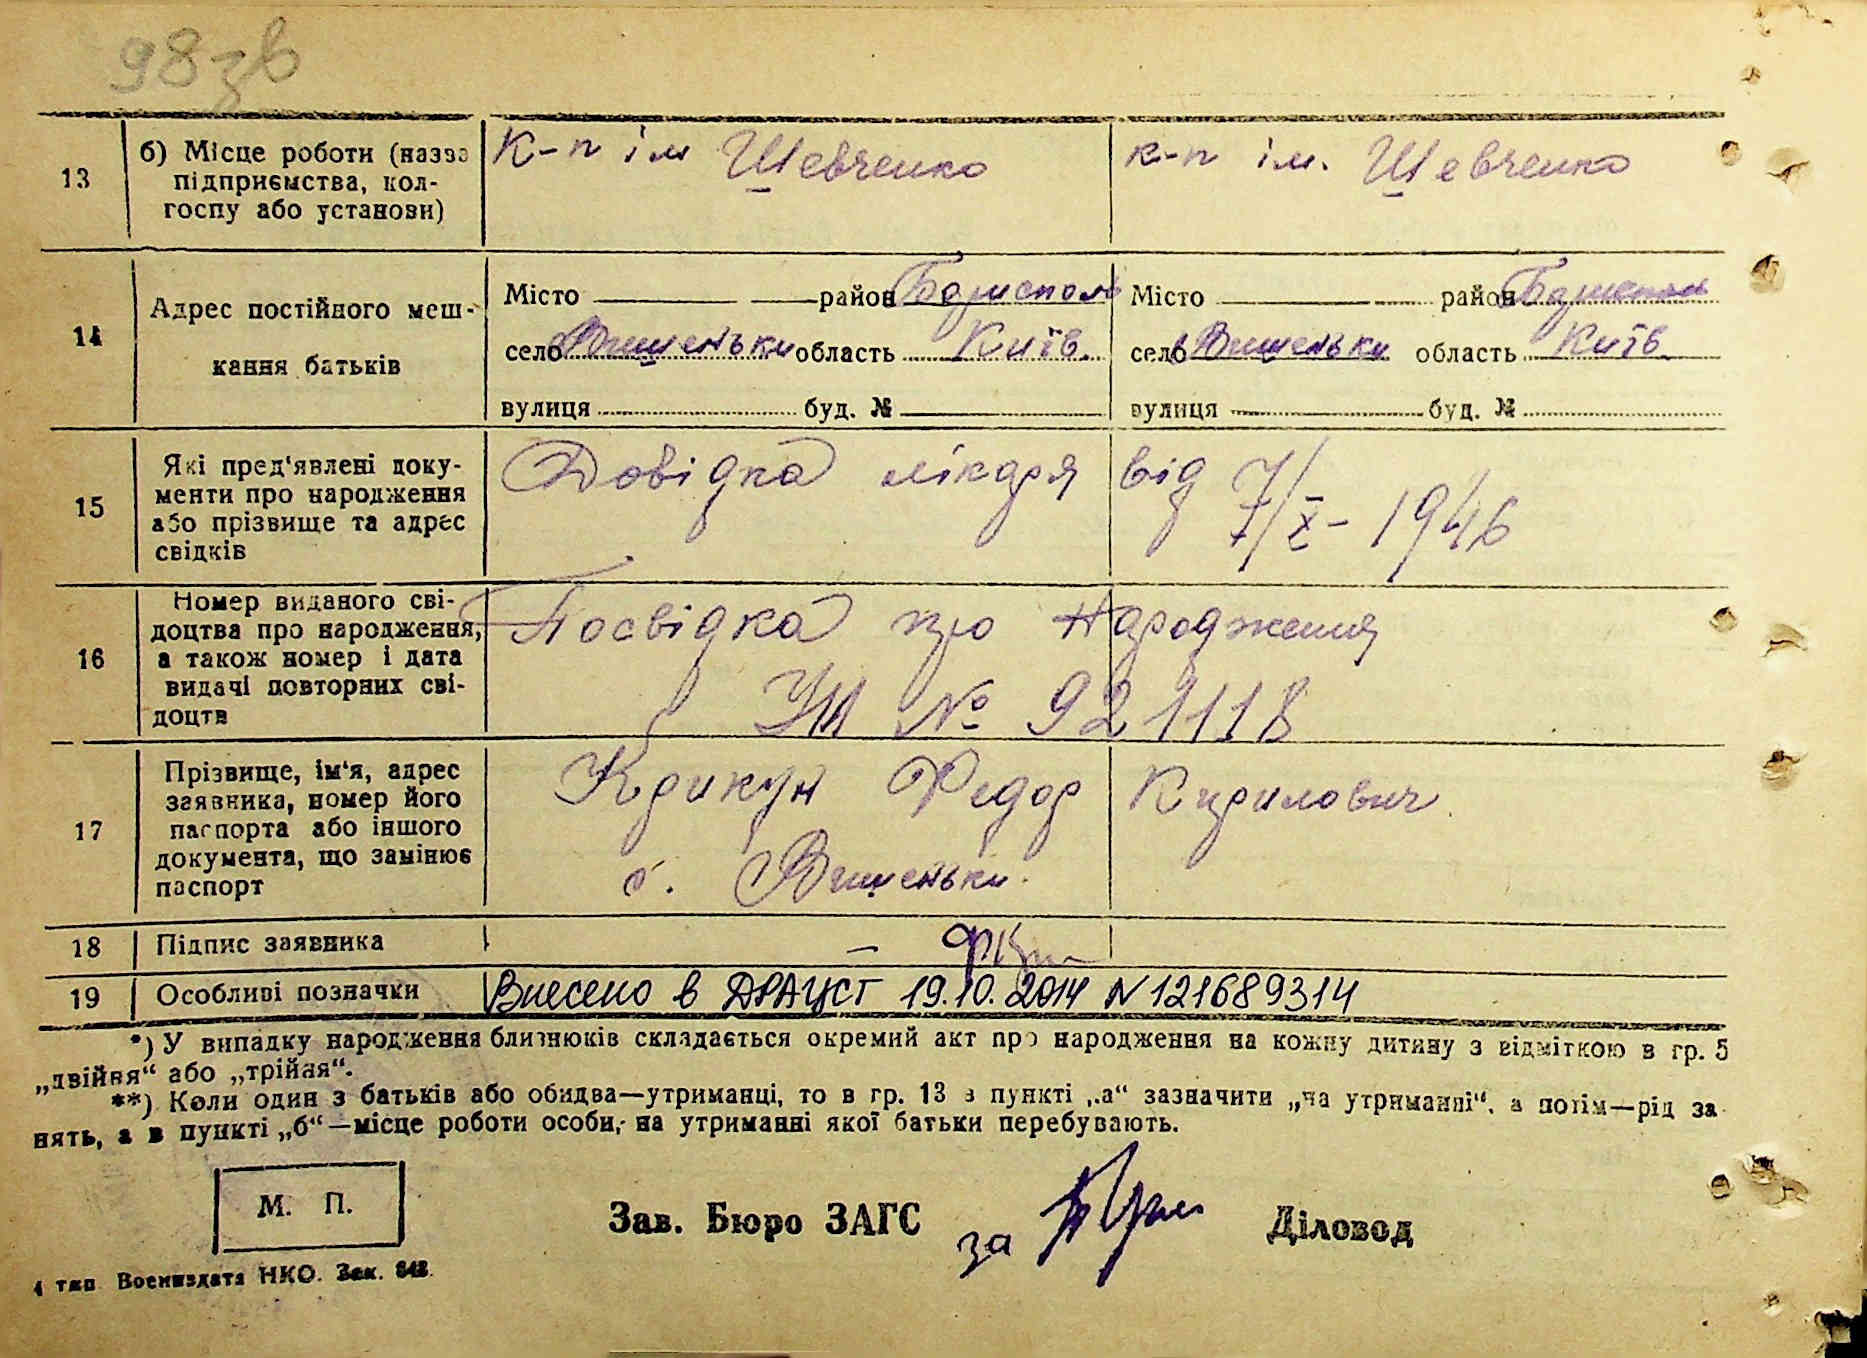 98зв
13 б) Місце роботи (назва підприємства, колгоспу або установи) К-п ім Шевченко к-п ім. Шевченко
14 Адрес постійного мешкання батьків
Місто район Бориспол Місто район Бориспол
село Вишеньки область Київ. село Вишеньки область Київ.
вулиця буд. № вулиця буд. №
15 Які пред'явлені документи про народження або прізвище та адрес свідків
Довідка лікаря від 7/X- 1946
16 Номер виданого свідоцтва про народження, а також номер і дата видачі повторних свідоцтв
Посвідка про народження
УЖ № 921118
17 Прізвище, ім'я, адрес заявника, номер його паспорта або іншого документа, що замінює паспорт
Крикун Федор Кирилович
с. Вишеньки.
18 Підпис заявника
19 Особливі позначки Внесено в ДРАЦСГ 19.10.2014 N 121689314
*) У випадку народження близнюків складається окремий акт про народження на кожну дитину з відміткою в гр. 5
„двійня“ або „трійня“.
**) Коли один з батьків або обидва—утриманці, то в гр. 13 в пункті „а“ зазначити „на утриманні“, а потім—рід за-
нять, а в пункті „б“—місце роботи особи, на утриманні якої батьки перебувають.
М. П.
Зав. Бюро ЗАГС за Діловод
4 тип Воениздата НКО. Зак. 642.